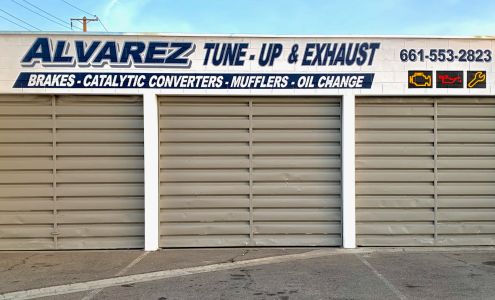 ALVAREZ TUNE-UP & EXHAUST 661-553-2823
BRAKES - CATALYTIC CONVERTERS - MUFFLERS - OIL CHANGE